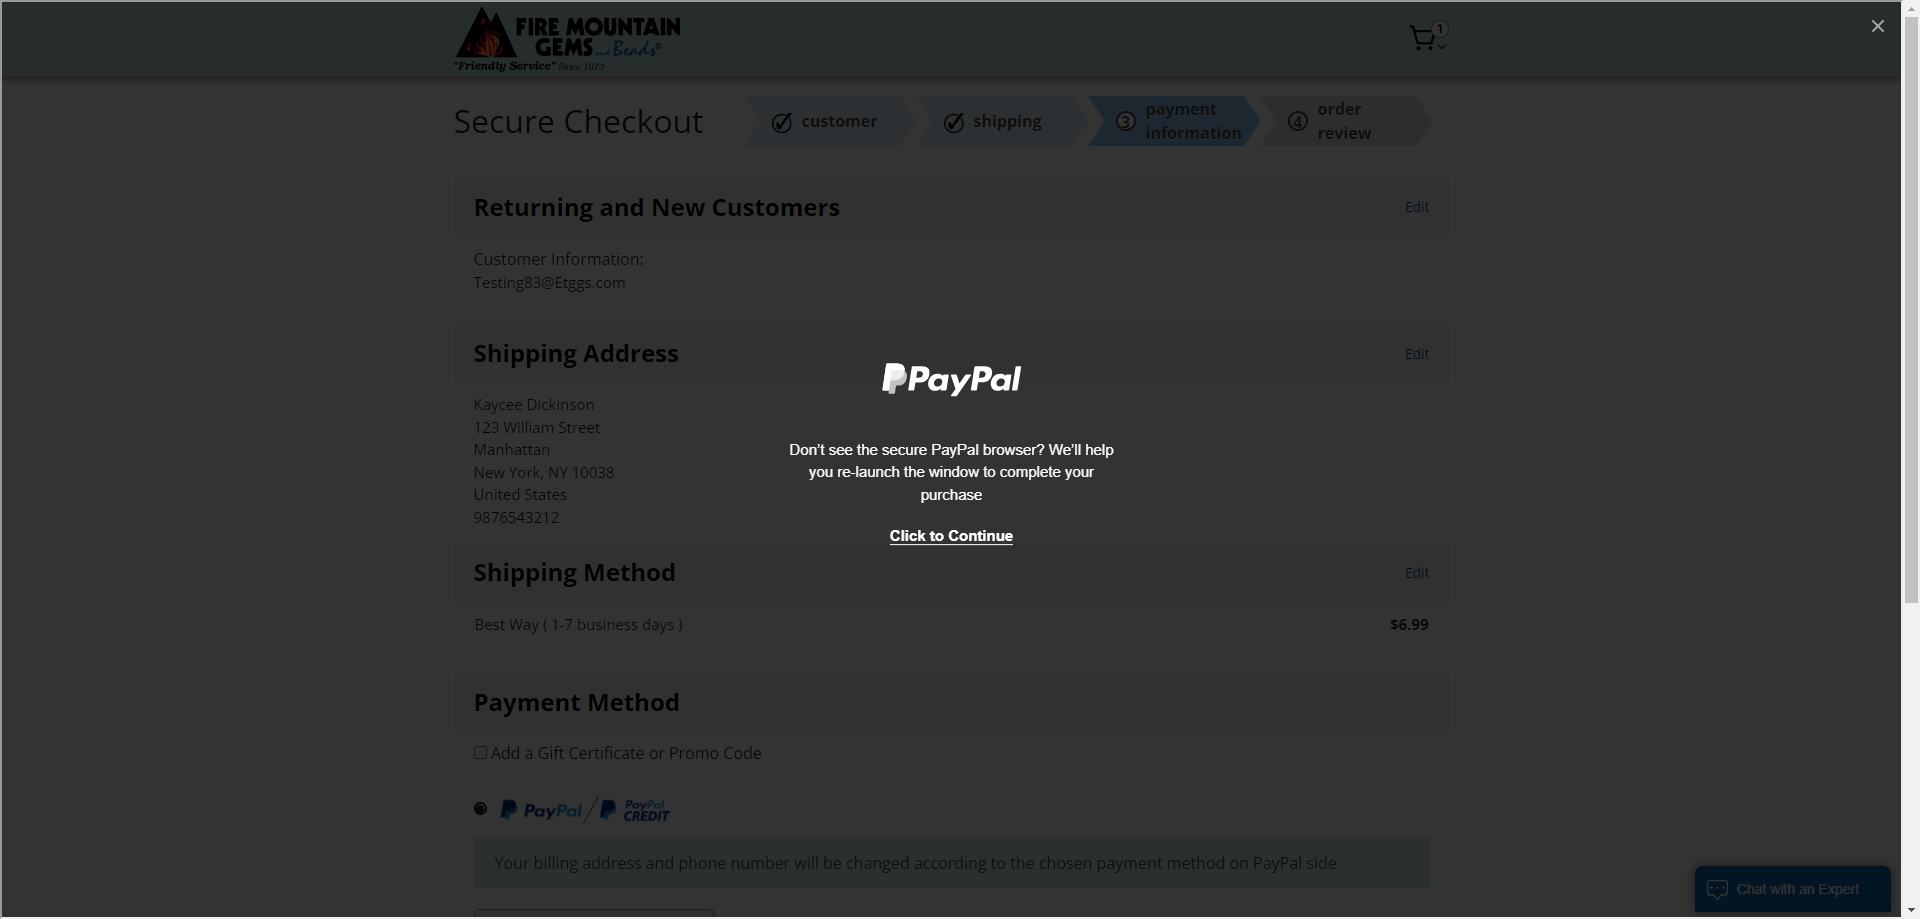 FIRE MOUNTAIN
GEMS and Beads®
"Friendly Service" Since 1973
1
×
Secure Checkout
customer
shipping
3 payment
information
4 order
review
Returning and New Customers
Edit
Customer Information:
Testing83@Etggs.com
Shipping Address
Edit
Kaycee Dickinson
123 William Street
Manhattan
New York, NY 10038
United States
9876543212
PayPal
Don't see the secure PayPal browser? We'll help
you re-launch the window to complete your
purchase
Click to Continue
Shipping Method
Edit
Best Way ( 1-7 business days )
$6.99
Payment Method
Add a Gift Certificate or Promo Code
PayPal / PayPal CREDIT
Your billing address and phone number will be changed according to the chosen payment method on PayPal side
Chat with an Expert